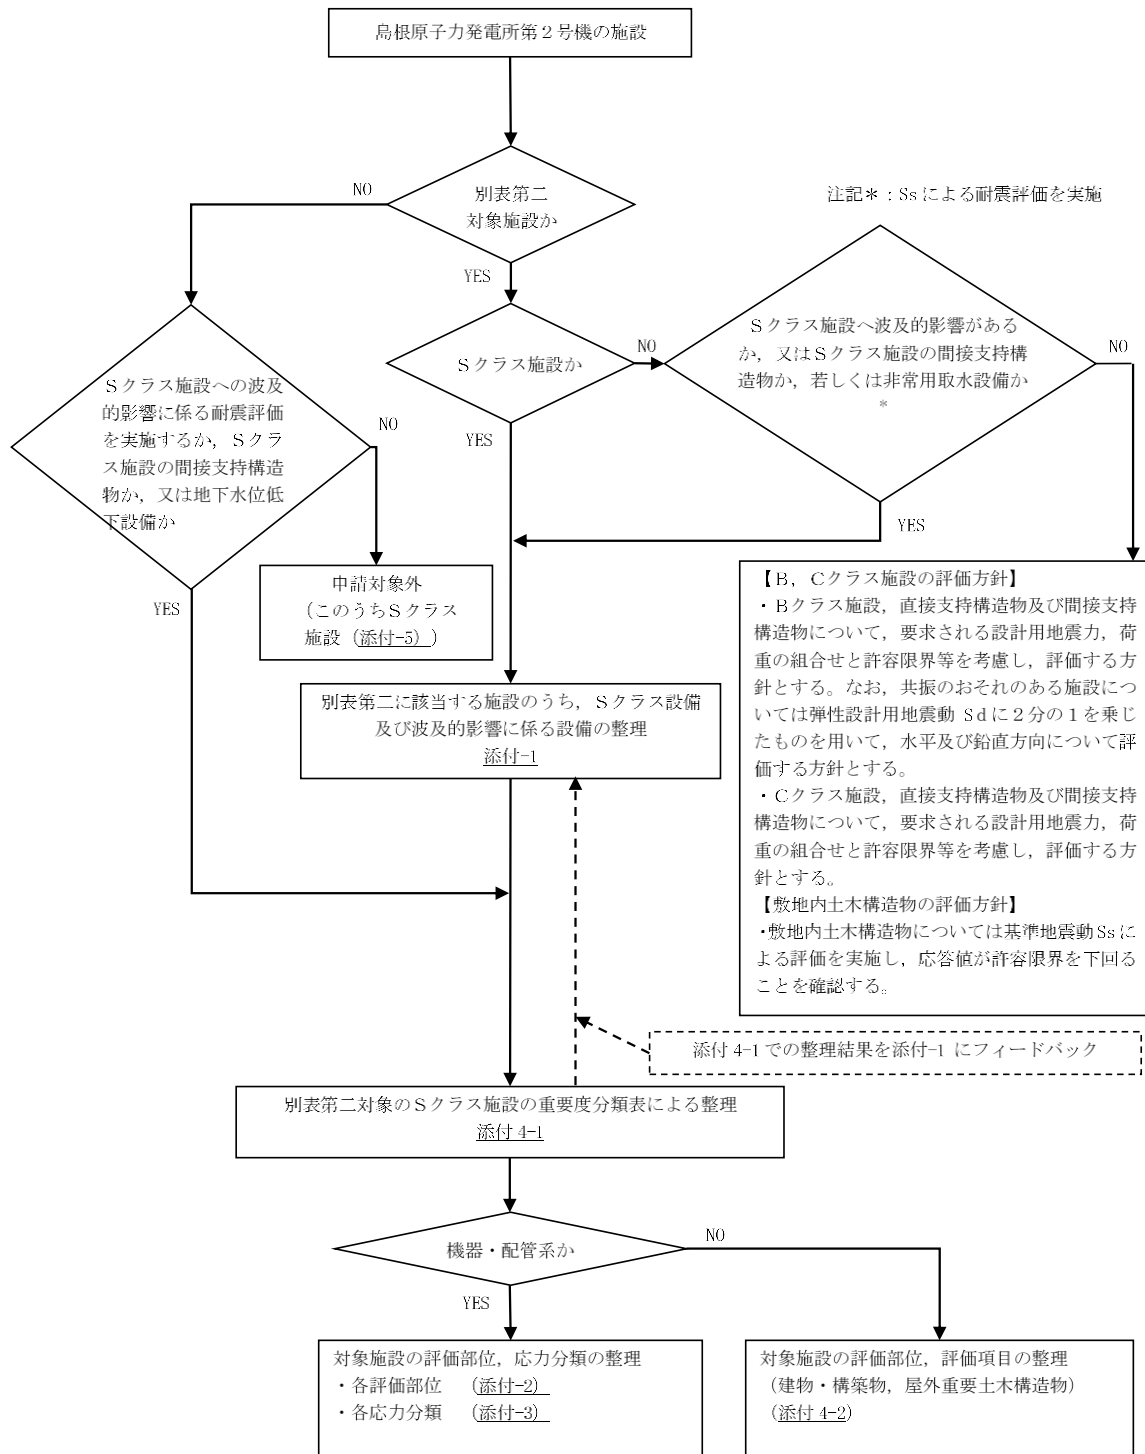 島根原子力発電所第２号機の施設
別表第二
対象施設か
NO
YES
注記＊：Ss による耐震評価を実施
Ｓクラス施設か
NO
YES
Ｓクラス施設へ波及的影響がある
か，又はＳクラス施設の間接支持構
造物か，若しくは非常用取水設備か
＊
NO
YES
Ｓクラス施設への波及
的影響に係る耐震評価
を実施するか，Ｓクラ
ス施設の間接支持構造
物か，又は地下水位低
下設備か
NO
YES
申請対象外
（このうちＳクラス
施設（添付-5））
【Ｂ，Ｃクラス施設の評価方針】
・Ｂクラス施設，直接支持構造物及び間接支持
構造物について，要求される設計用地震力，荷
重の組合せと許容限界等を考慮し，評価する方
針とする。なお，共振のおそれのある施設につ
いては弾性設計用地震動 Ｓｄに２分の１を乗じ
たものを用いて，水平及び鉛直方向について評
価する方針とする。
・Ｃクラス施設，直接支持構造物及び間接支持
構造物について，要求される設計用地震力，荷
重の組合せと許容限界等を考慮し，評価する方
針とする。
【敷地内土木構造物の評価方針】
・敷地内土木構造物については基準地震動 Ss に
よる評価を実施し，応答値が許容限界を下回る
ことを確認する。
別表第二に該当する施設のうち，Ｓクラス設備
及び波及的影響に係る設備の整理
添付-1
添付 4-1 での整理結果を添付-1 にフィードバック
別表第二対象のＳクラス施設の重要度分類表による整理
添付 4-1
機器・配管系か
NO
YES
対象施設の評価部位，応力分類の整理
・各評価部位　（添付-2）
・各応力分類　（添付-3）
対象施設の評価部位，評価項目の整理
（建物・構築物，屋外重要土木構造物）
（添付 4-2）